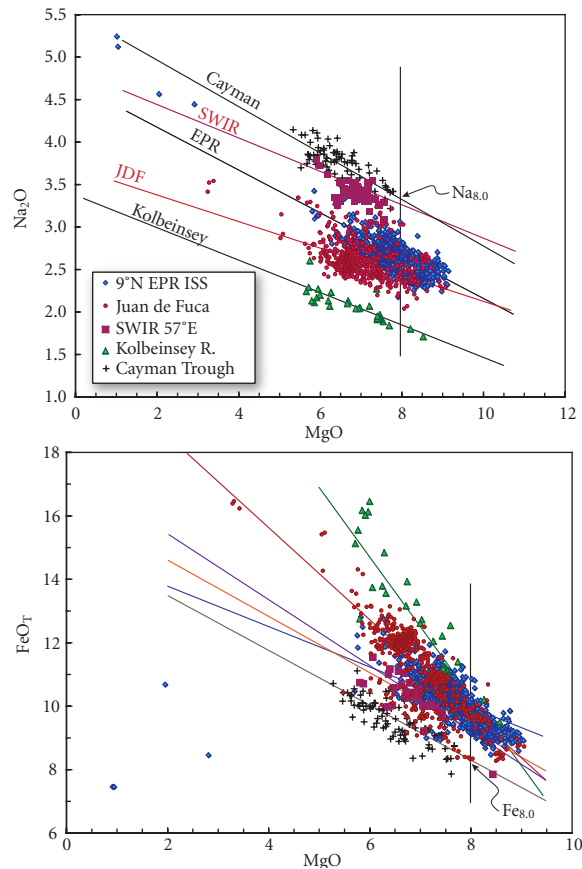 5.5
5.0
4.5
4.0
3.5
3.0
2.5
2.0
1.5
1.0
Na₂O
Cayman
SWIR
EPR
JDF
Kolbeinsey
Na₈.₀
9°N EPR ISS
Juan de Fuca
SWIR 57°E
Kolbeinsey R.
Cayman Trough
0 2 4 6 8 10 12
MgO
18
16
14
12
10
8
6
FeO_T
Fe₈.₀
0 2 4 6 8 10
MgO